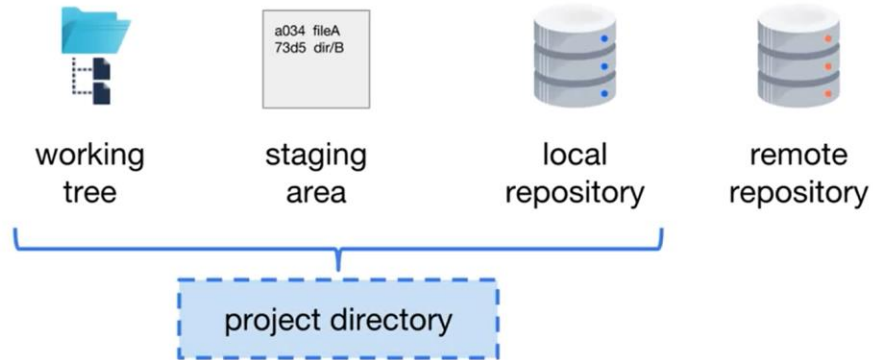 a034 fileA
73d5 dir/B
working
tree
staging
area
local
repository
remote
repository
project directory